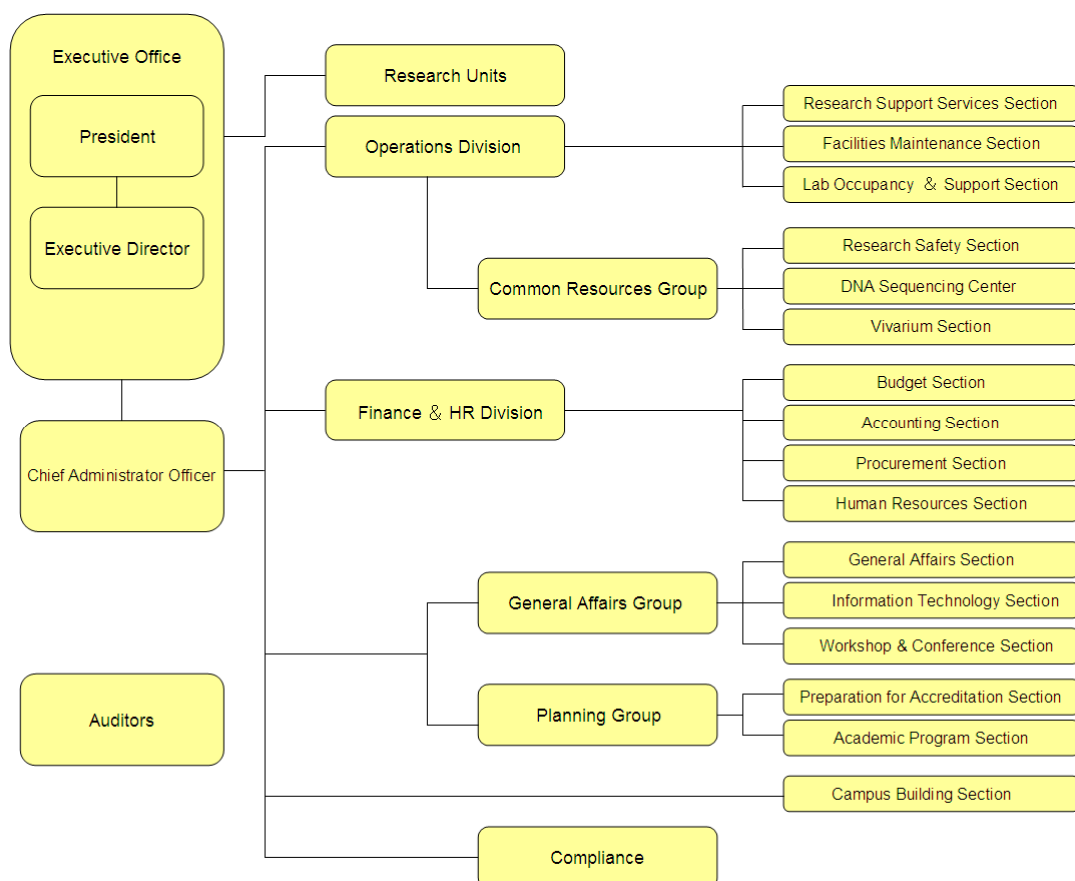 Executive Office
President
Executive Director
Chief Administrator Officer
Auditors
Research Units
Operations Division
Common Resources Group
Finance & HR Division
General Affairs Group
Planning Group
Compliance
Research Support Services Section
Facilities Maintenance Section
Lab Occupancy & Support Section
Research Safety Section
DNA Sequencing Center
Vivarium Section
Budget Section
Accounting Section
Procurement Section
Human Resources Section
General Affairs Section
Information Technology Section
Workshop & Conference Section
Preparation for Accreditation Section
Academic Program Section
Campus Building Section